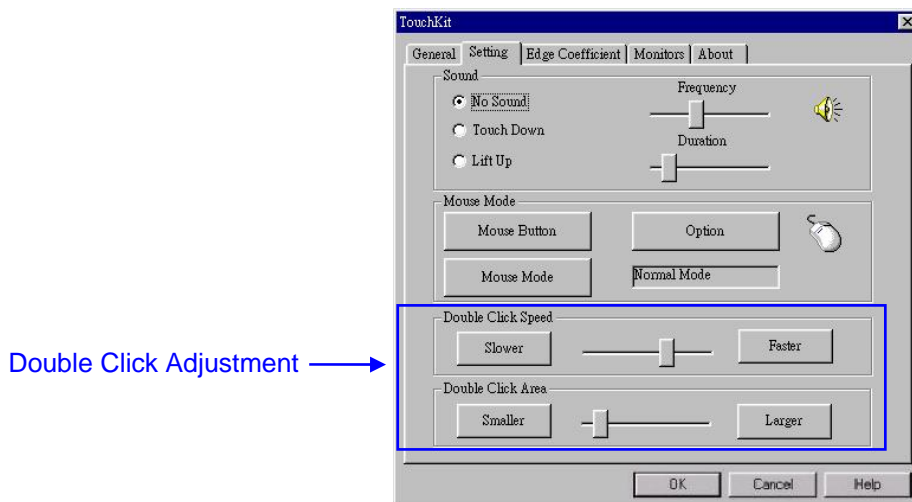 TouchKit
General Setting Edge Coefficient Monitors About
Sound
No Sound
Touch Down
Lift Up
Frequency
Duration
Mouse Mode
Mouse Button Option
Mouse Mode Normal Mode
Double Click Adjustment
Double Click Speed
Slower Faster
Double Click Area
Smaller Larger
OK Cancel Help